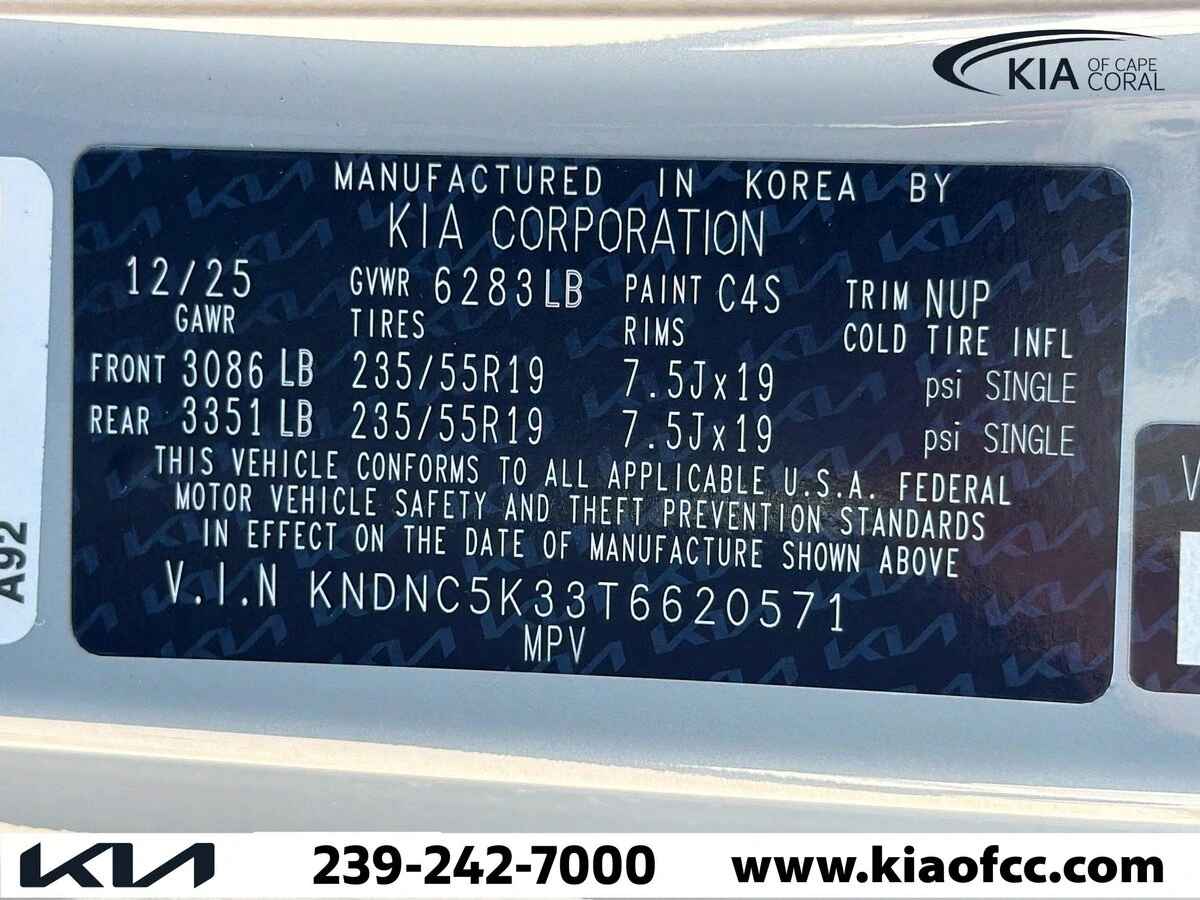 KIA OF CAPE CORAL
MANUFACTURED IN KOREA BY
KIA CORPORATION
12/25 GVWR 6283LB PAINT C4S TRIM NUP
GAWR TIRES RIMS COLD TIRE INFL
FRONT 3086 LB 235/55R19 7.5Jx19 psi SINGLE
REAR 3351 LB 235/55R19 7.5Jx19 psi SINGLE
THIS VEHICLE CONFORMS TO ALL APPLICABLE U.S.A. FEDERAL
MOTOR VEHICLE SAFETY AND THEFT PREVENTION STANDARDS
IN EFFECT ON THE DATE OF MANUFACTURE SHOWN ABOVE
V.I.N KNDNC5K33T6620571
MPV
A92
V
KIA 239-242-7000 www.kiaofcc.com